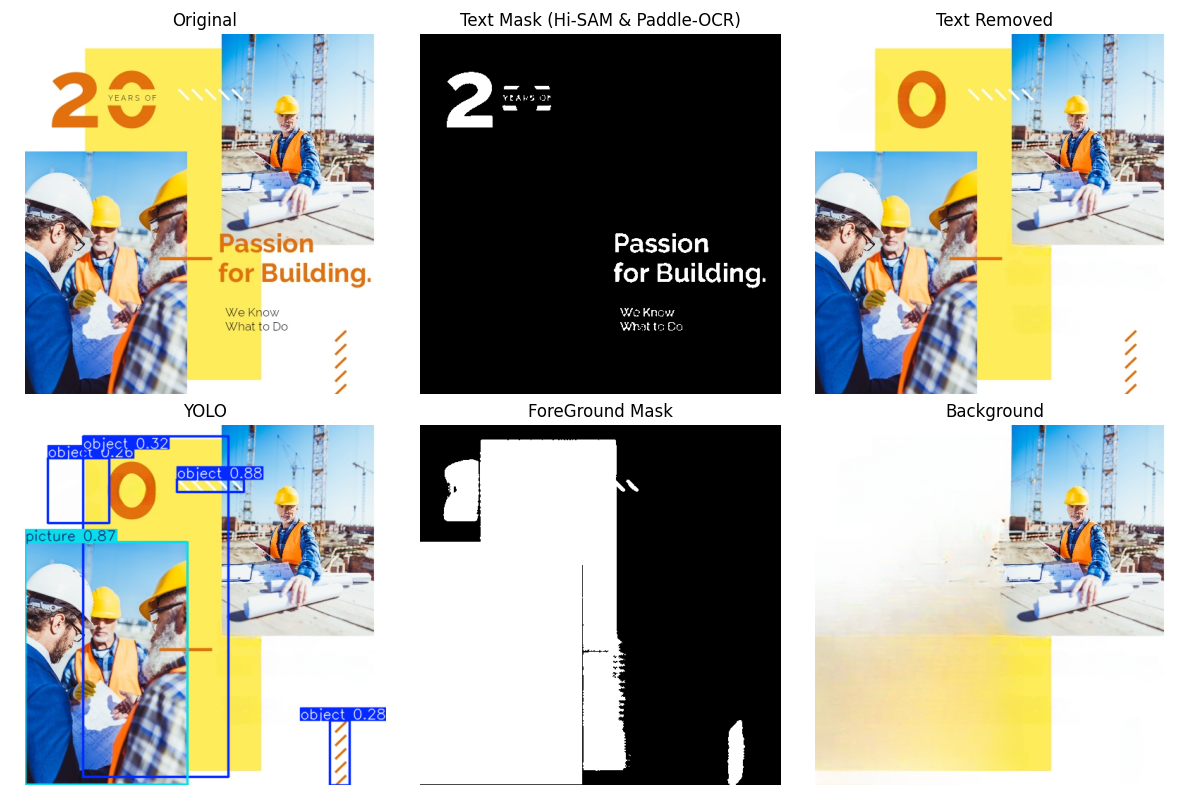 Original
Text Mask (Hi-SAM & Paddle-OCR)
Text Removed
20
YEARS OF
Passion
for Building.
We Know
What to Do
2
YEARS OF
Passion
for Building.
We Know
What to Do
0
YOLO
ForeGround Mask
Background
object 0.32
object 0.26
object 0.88
0
picture 0.87
object 0.28